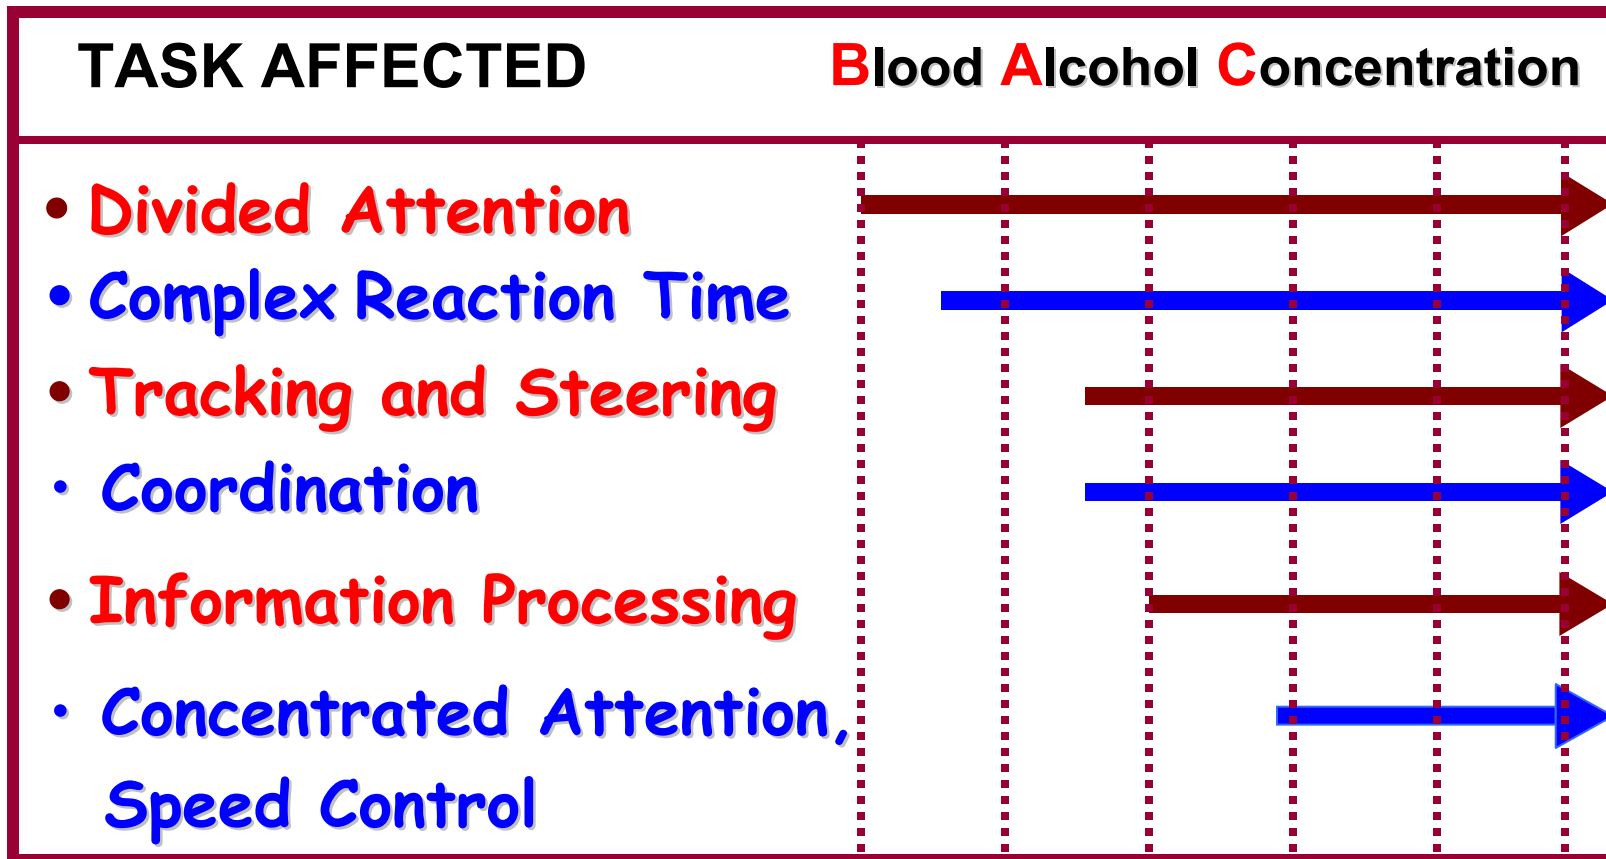 TASK AFFECTED Blood Alcohol Concentration
• Divided Attention
• Complex Reaction Time
• Tracking and Steering
• Coordination
• Information Processing
• Concentrated Attention,
Speed Control